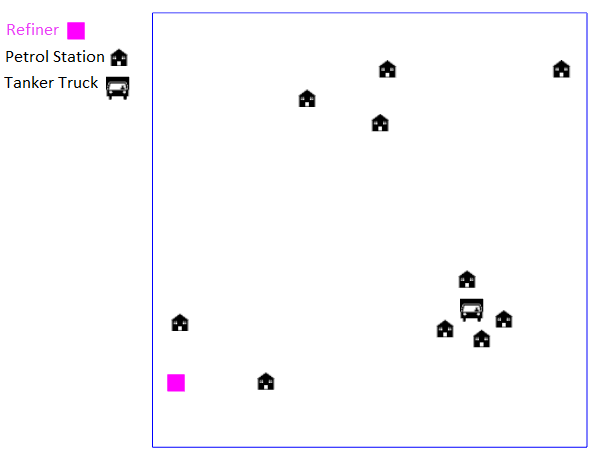 Refiner
Petrol Station
Tanker Truck